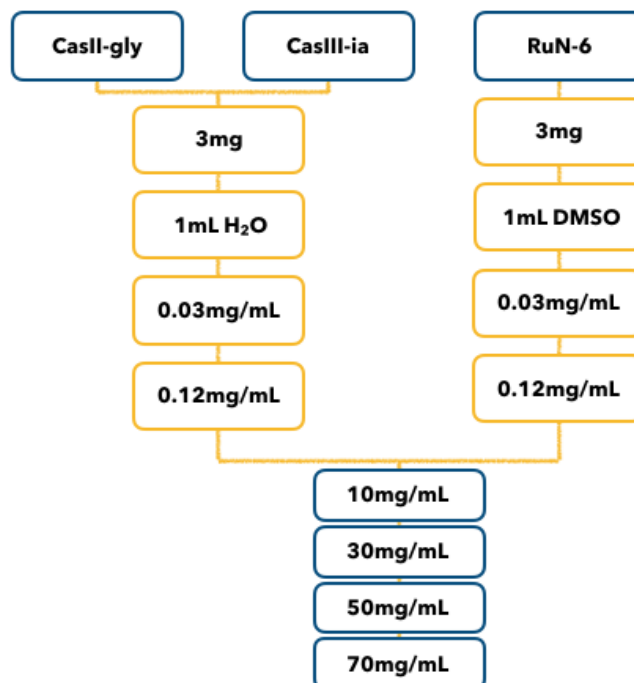 CasII-gly
CasIII-ia
RuN-6
3mg
3mg
1mL H₂O
1mL DMSO
0.03mg/mL
0.03mg/mL
0.12mg/mL
0.12mg/mL
10mg/mL
30mg/mL
50mg/mL
70mg/mL